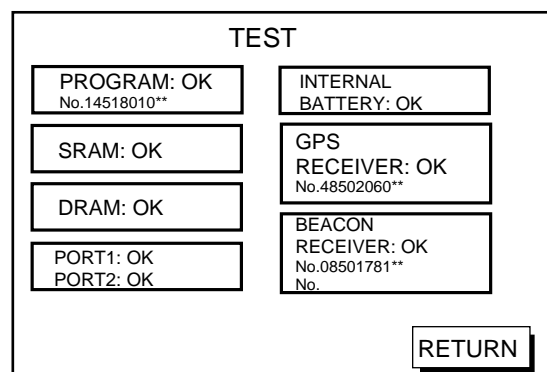 TEST
PROGRAM: OK
No.14518010**
SRAM: OK
DRAM: OK
PORT1: OK
PORT2: OK
INTERNAL
BATTERY: OK
GPS
RECEIVER: OK
No.48502060**
BEACON
RECEIVER: OK
No.08501781**
No.
RETURN